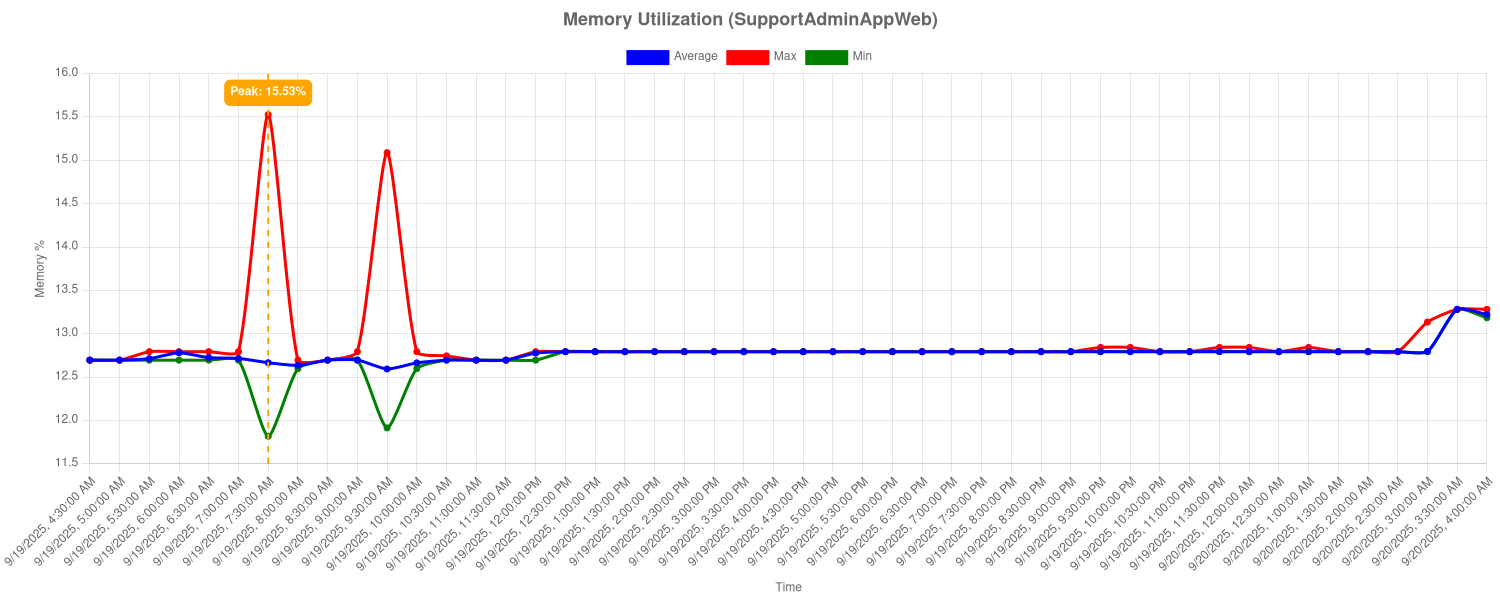 Memory Utilization (SupportAdminAppWeb)
Average Max Min
Peak: 15.53%
16.0
15.5
15.0
14.5
14.0
13.5
13.0
12.5
12.0
11.5
Memory %
9/19/2025, 4:30:00 AM
9/19/2025, 5:00:00 AM
9/19/2025, 5:30:00 AM
9/19/2025, 6:00:00 AM
9/19/2025, 6:30:00 AM
9/19/2025, 7:00:00 AM
9/19/2025, 7:30:00 AM
9/19/2025, 8:00:00 AM
9/19/2025, 8:30:00 AM
9/19/2025, 9:00:00 AM
9/19/2025, 9:30:00 AM
9/19/2025, 10:00:00 AM
9/19/2025, 10:30:00 AM
9/19/2025, 11:00:00 AM
9/19/2025, 11:30:00 AM
9/19/2025, 12:00:00 PM
9/19/2025, 12:30:00 PM
9/19/2025, 1:00:00 PM
9/19/2025, 1:30:00 PM
9/19/2025, 2:00:00 PM
9/19/2025, 2:30:00 PM
9/19/2025, 3:00:00 PM
9/19/2025, 3:30:00 PM
9/19/2025, 4:00:00 PM
9/19/2025, 4:30:00 PM
9/19/2025, 5:00:00 PM
9/19/2025, 5:30:00 PM
9/19/2025, 6:00:00 PM
9/19/2025, 6:30:00 PM
9/19/2025, 7:00:00 PM
9/19/2025, 7:30:00 PM
9/19/2025, 8:00:00 PM
9/19/2025, 8:30:00 PM
9/19/2025, 9:00:00 PM
9/19/2025, 9:30:00 PM
9/19/2025, 10:00:00 PM
9/19/2025, 10:30:00 PM
9/19/2025, 11:00:00 PM
9/19/2025, 11:30:00 PM
9/20/2025, 12:00:00 AM
9/20/2025, 12:30:00 AM
9/20/2025, 1:00:00 AM
9/20/2025, 1:30:00 AM
9/20/2025, 2:00:00 AM
9/20/2025, 2:30:00 AM
9/20/2025, 3:00:00 AM
9/20/2025, 3:30:00 AM
9/20/2025, 4:00:00 AM
Time